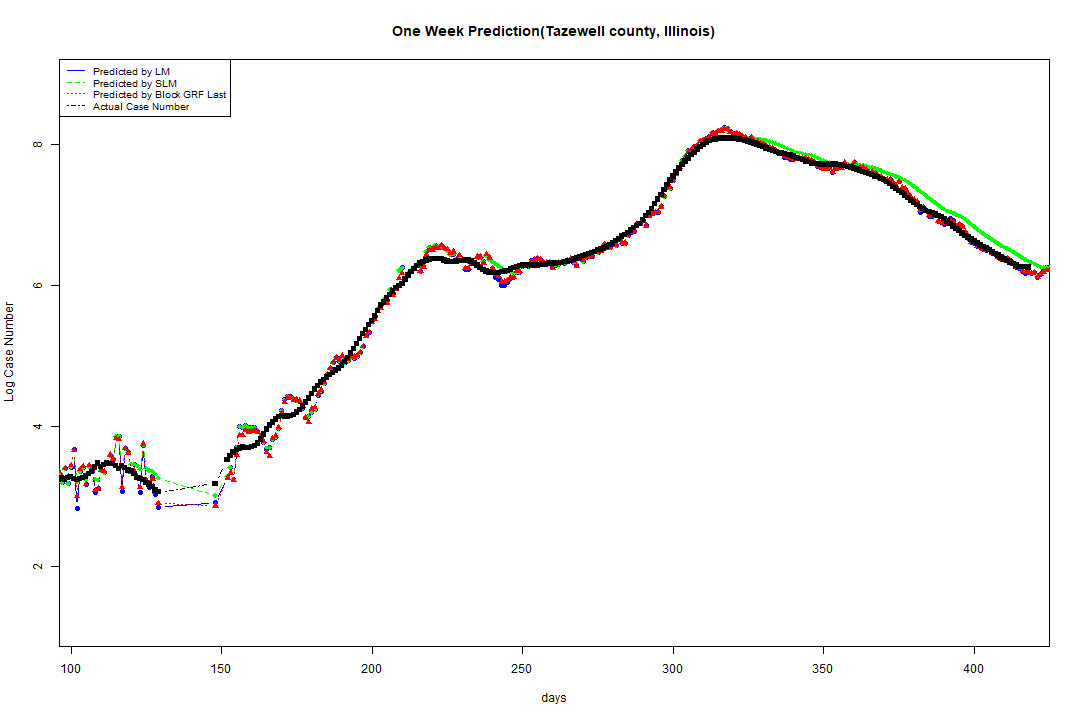 One Week Prediction(Tazewell county, Illinois)
Predicted by LM
Predicted by SLM
Predicted by Block GRF Last
Actual Case Number
8
6
4
2
Log Case Number
100 150 200 250 300 350 400
days